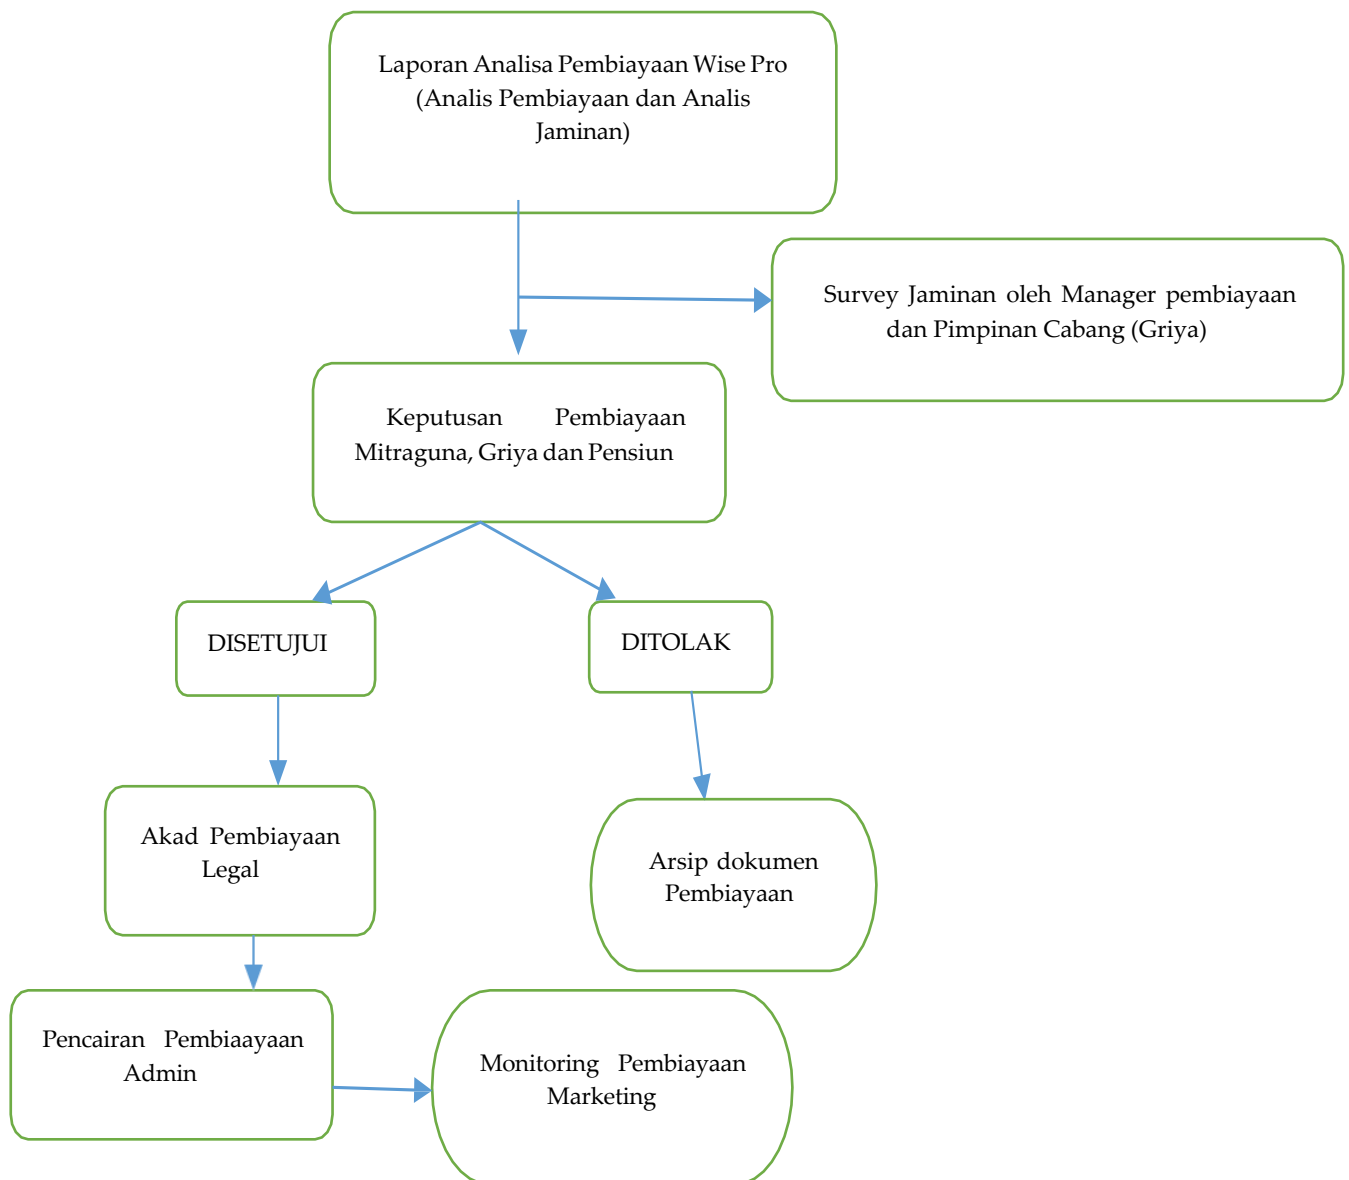 Laporan Analisa Pembiayaan Wise Pro
(Analis Pembiayaan dan Analis
Jaminan)
Survey Jaminan oleh Manager pembiayaan
dan Pimpinan Cabang (Griya)
Keputusan Pembiayaan
Mitraguna, Griya dan Pensiun
DISETUJUI
DITOLAK
Akad Pembiayaan
Legal
Arsip dokumen
Pembiayaan
Pencairan Pembiaayaan
Admin
Monitoring Pembiayaan
Marketing